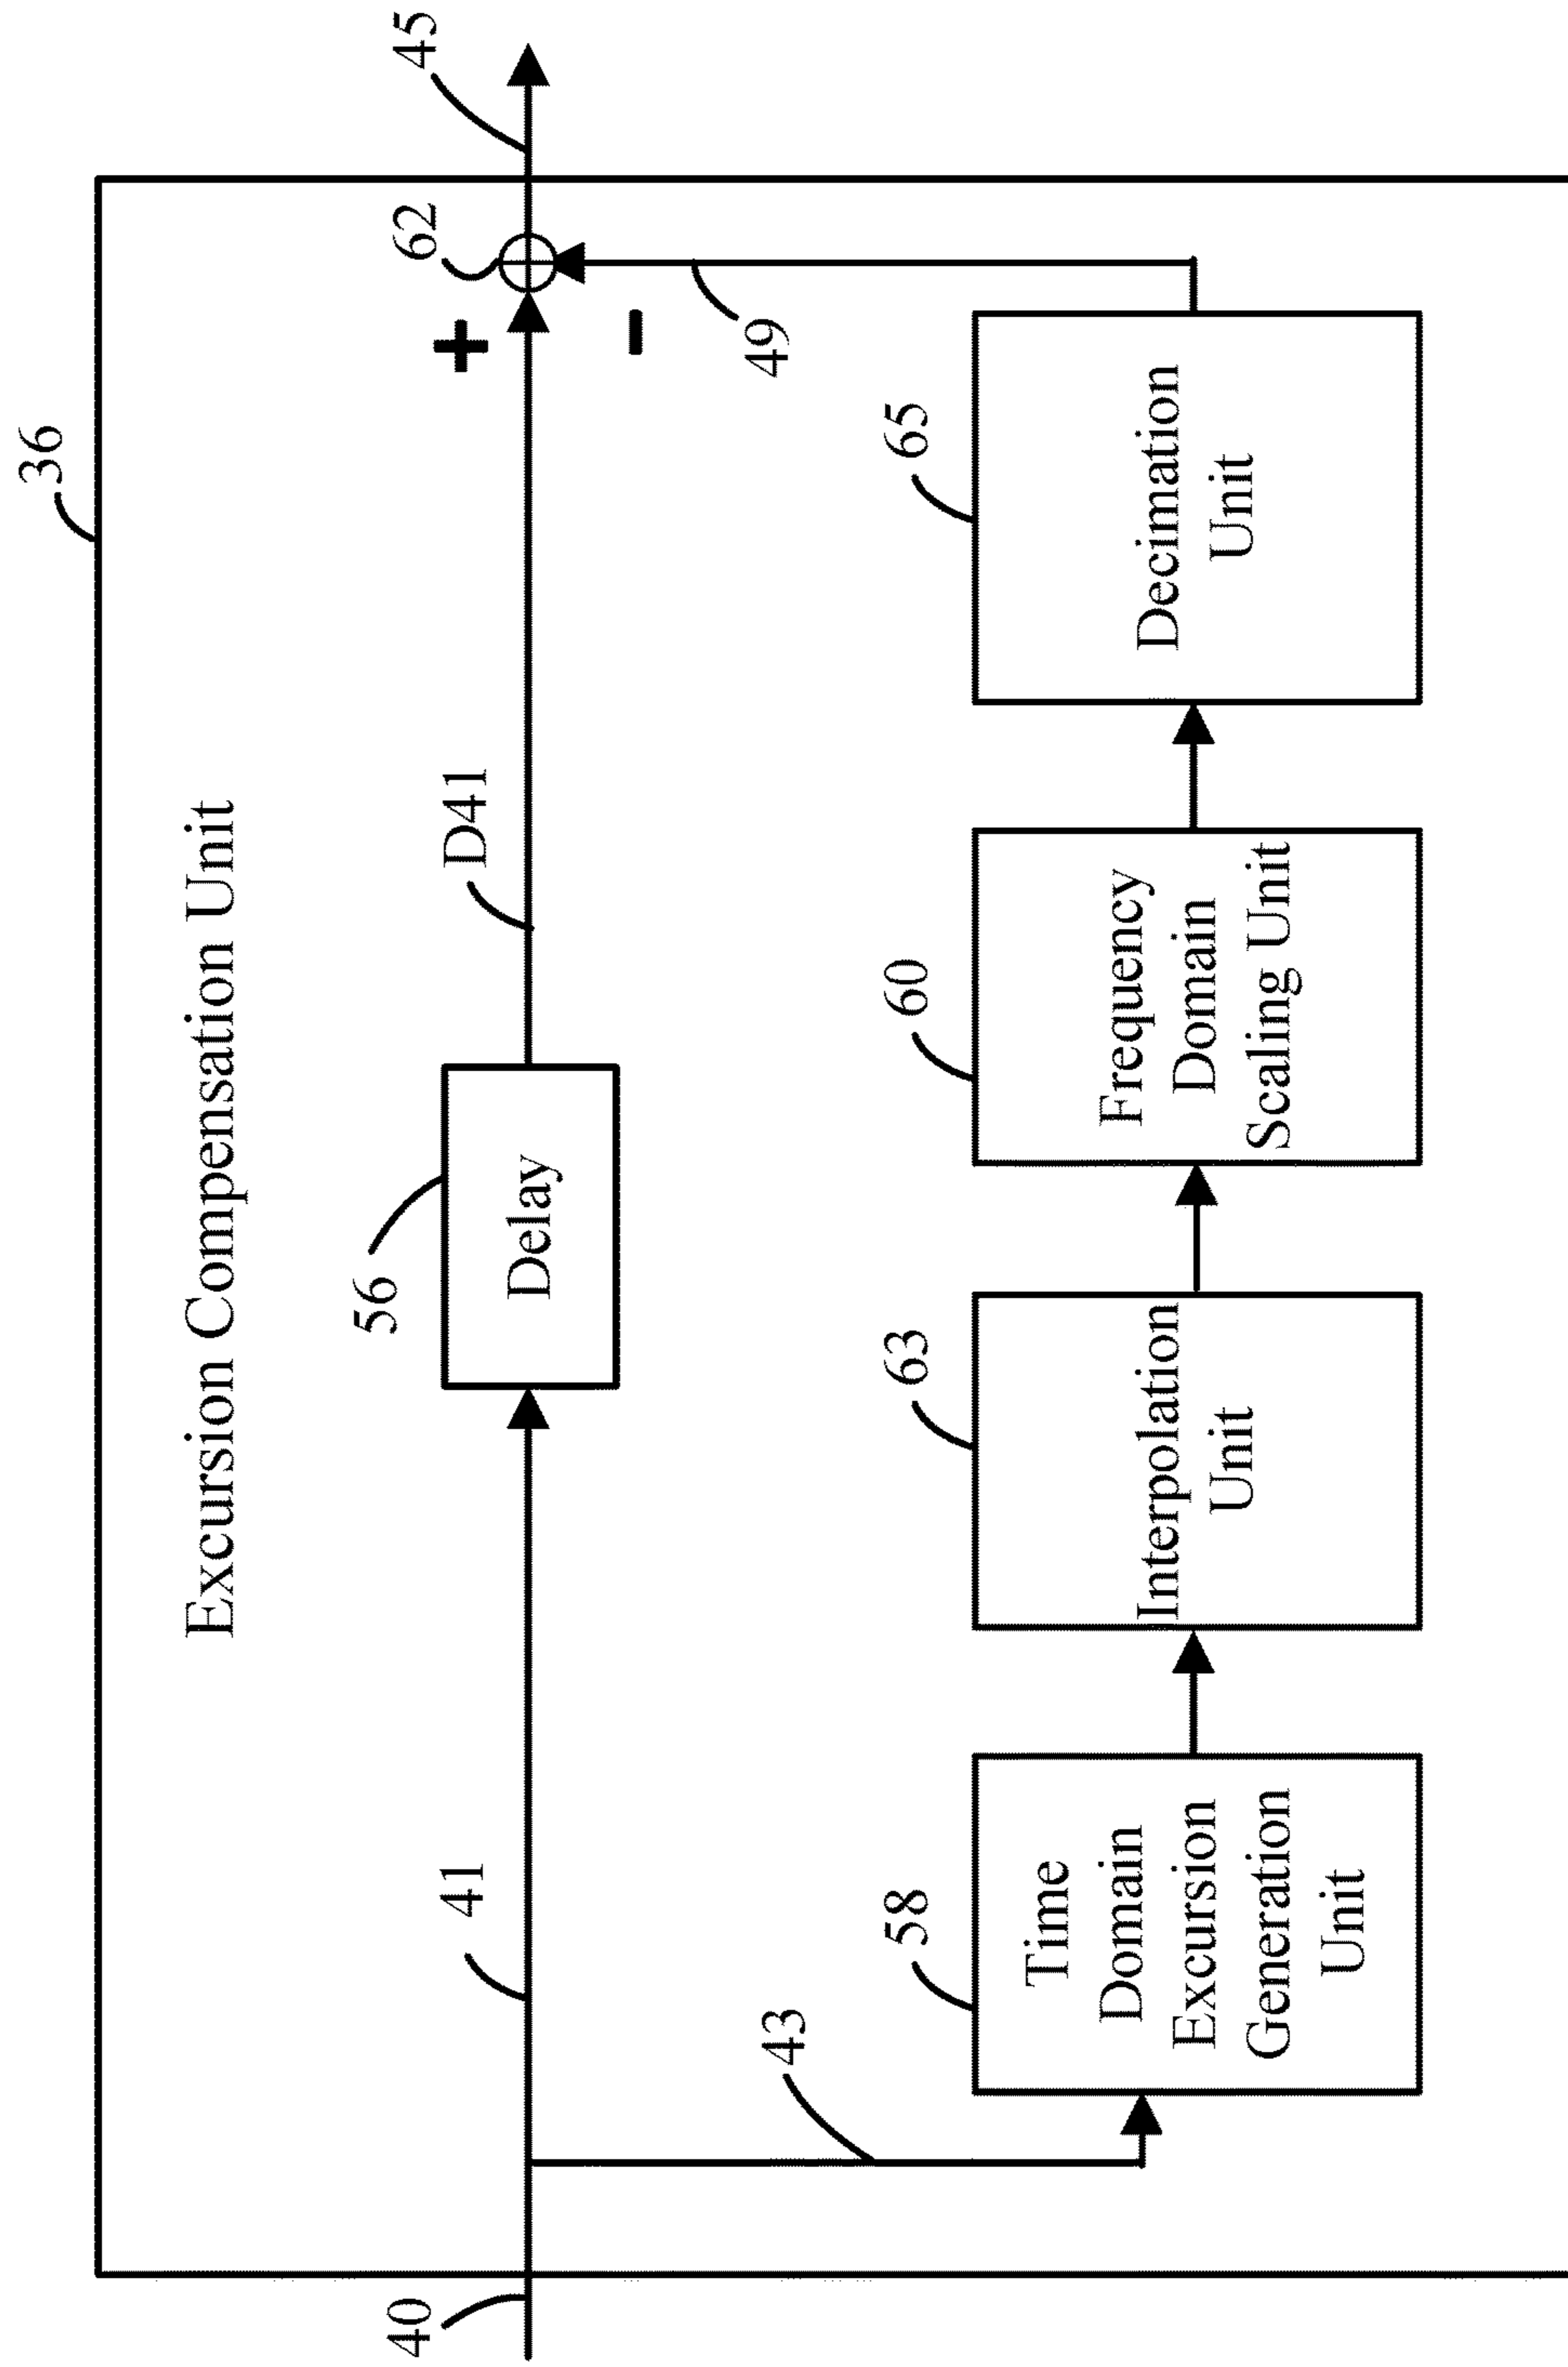 36
Excursion Compensation Unit
40
41
56
Delay
D41
62
45
+
−
43
49
58
Time
Domain
Excursion
Generation
Unit
63
Interpolation
Unit
60
Frequency
Domain
Scaling Unit
65
Decimation
Unit